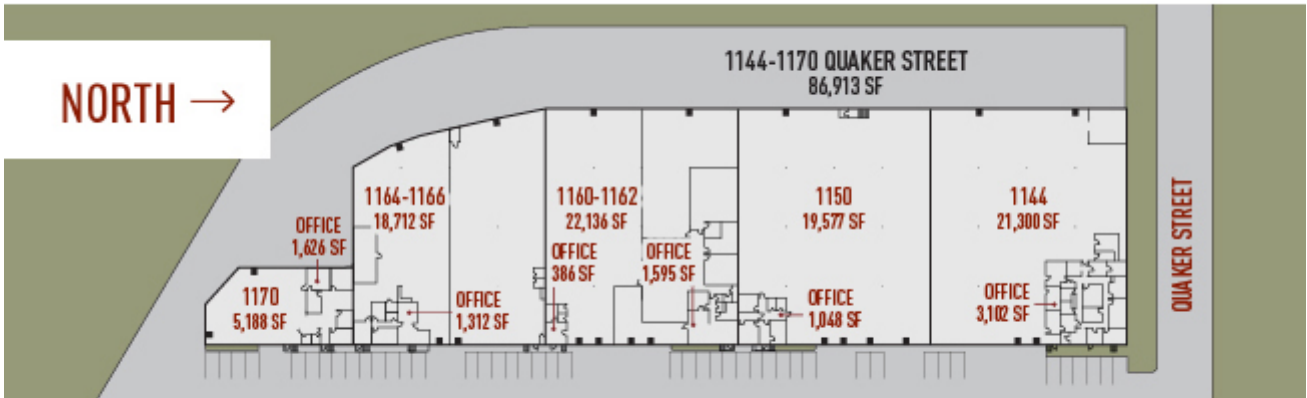 1144-1170 QUAKER STREET
86,913 SF
NORTH →
1164-1166
18,712 SF
1160-1162
22,136 SF
1150
19,577 SF
1144
21,300 SF
OFFICE
1,626 SF
OFFICE
386 SF
OFFICE
1,595 SF
1170
5,188 SF
OFFICE
1,312 SF
OFFICE
1,048 SF
OFFICE
3,102 SF
QUAKER STREET